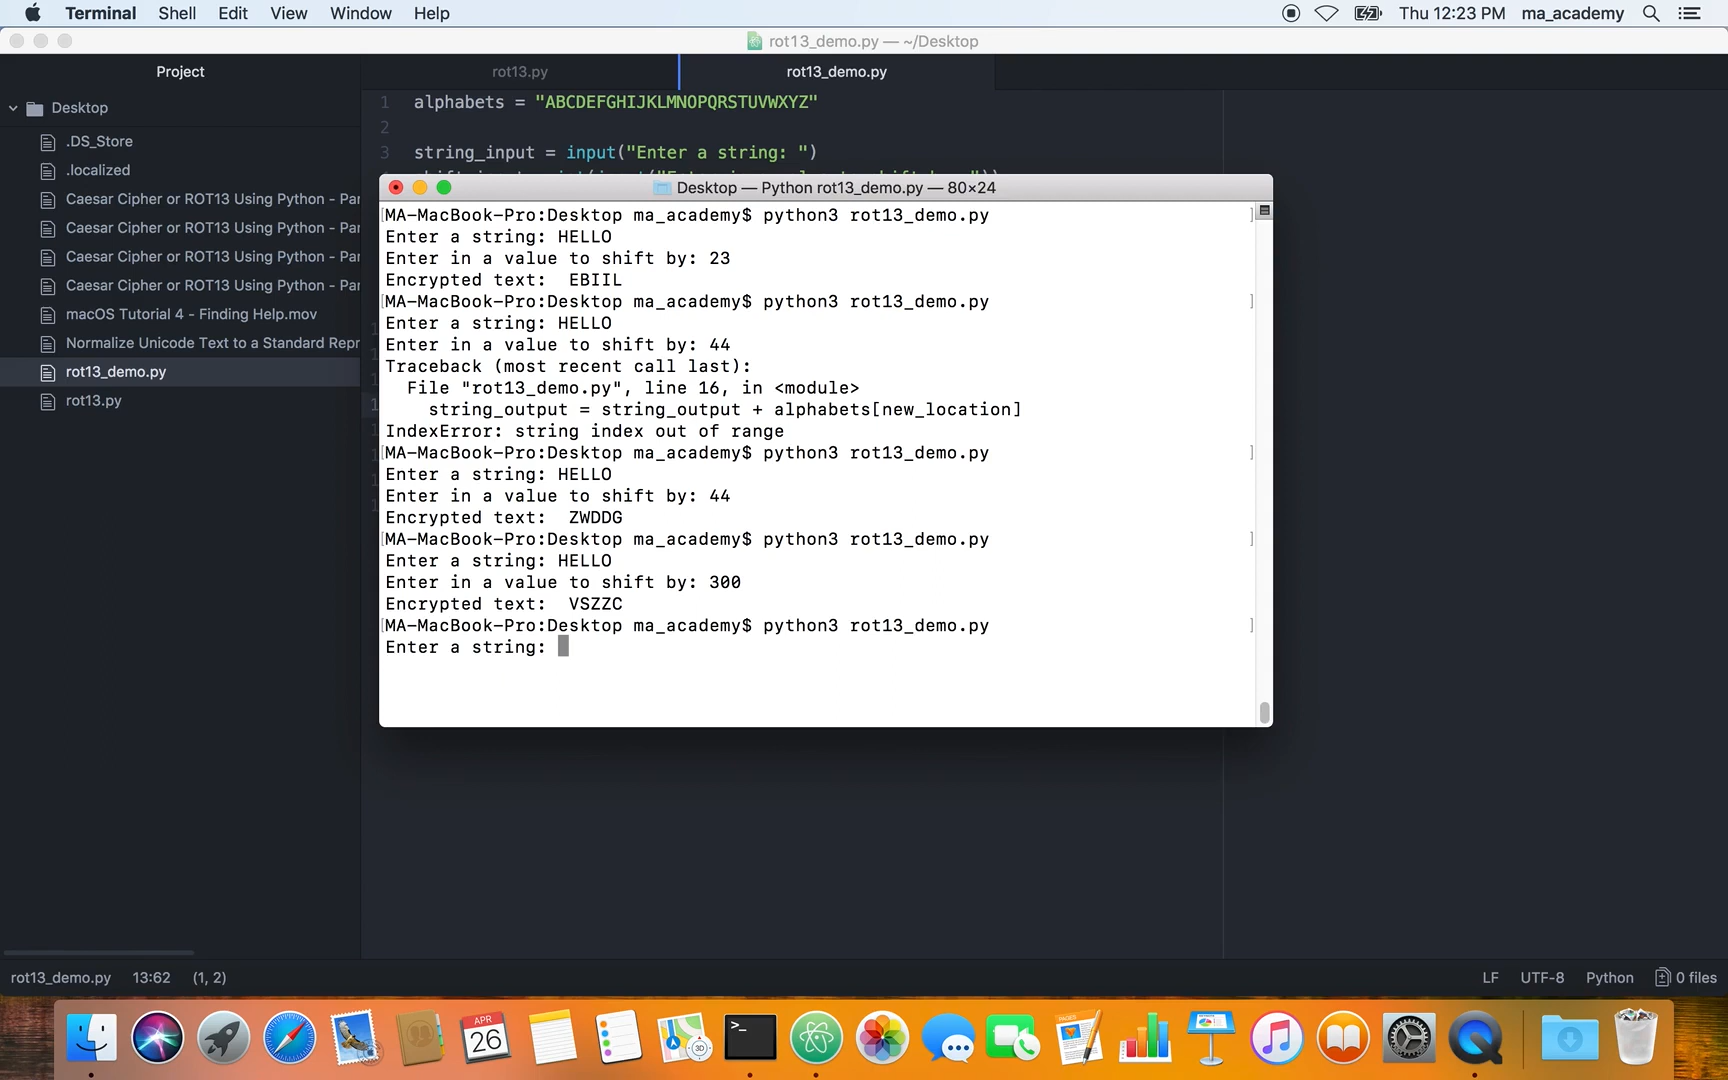 Terminal Shell Edit View Window Help Thu 12:23 PM ma_academy
rot13_demo.py — ~/Desktop
Project
rot13.py
rot13_demo.py
Desktop
.DS_Store
.localized
Caesar Cipher or ROT13 Using Python - Par
Caesar Cipher or ROT13 Using Python - Par
Caesar Cipher or ROT13 Using Python - Par
Caesar Cipher or ROT13 Using Python - Par
macOS Tutorial 4 - Finding Help.mov
Normalize Unicode Text to a Standard Repr
rot13_demo.py
rot13.py
1 alphabets = "ABCDEFGHIJKLMNOPQRSTUVWXYZ"
2
3 string_input = input("Enter a string: ")
Desktop — Python rot13_demo.py — 80×24
[MA-MacBook-Pro:Desktop ma_academy$ python3 rot13_demo.py ]
Enter a string: HELLO
Enter in a value to shift by: 23
Encrypted text:  EBIIL
[MA-MacBook-Pro:Desktop ma_academy$ python3 rot13_demo.py ]
Enter a string: HELLO
Enter in a value to shift by: 44
Traceback (most recent call last):
  File "rot13_demo.py", line 16, in <module>
    string_output = string_output + alphabets[new_location]
IndexError: string index out of range
[MA-MacBook-Pro:Desktop ma_academy$ python3 rot13_demo.py ]
Enter a string: HELLO
Enter in a value to shift by: 44
Encrypted text:  ZWDDG
[MA-MacBook-Pro:Desktop ma_academy$ python3 rot13_demo.py ]
Enter a string: HELLO
Enter in a value to shift by: 300
Encrypted text:  VSZZC
[MA-MacBook-Pro:Desktop ma_academy$ python3 rot13_demo.py ]
Enter a string:
rot13_demo.py 13:62 (1, 2) LF UTF-8 Python 0 files
APR
26
PAGES
3D